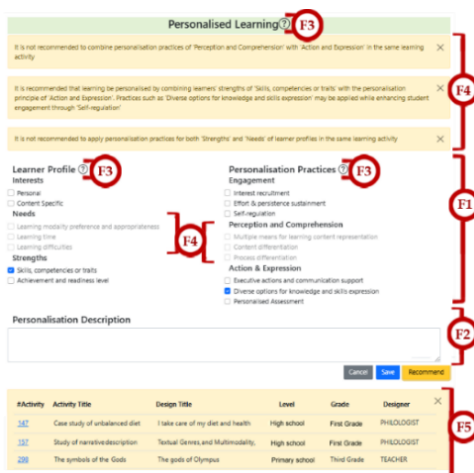 Personalised Learning ? F3
It is not recommended to combine personalisation practices of 'Perception and Comprehension' with 'Action and Expression' in the same learning
activity
It is recommended that learning be personalised by combining learners' strengths of 'Skills, competencies or traits' with the personalisation
principle of 'Action and Expression'. Practices such as 'Diverse options for knowledge and skills expression' may be applied while enhancing student
engagement through 'Self-regulation'
F4
It is not recommended to apply personalisation practices for both 'Strengths' and 'Needs' of learner profiles in the same learning activity
Learner Profile ? F3
Interests
Personal
Content Specific
Needs
Learning modality preference and appropriateness
Learning time
Learning difficulties
Strengths
Skills, competencies or traits
Achievement and readiness level
F4
Personalisation Practices ? F3
Engagement
Interest recruitment
Effort & persistence sustainment
Self-regulation
Perception and Comprehension
Multiple means for learning content representation
Content differentiation
Process differentiation
Action & Expression
Executive actions and communication support
Diverse options for knowledge and skills expression
Personalised Assessment
F1
Personalisation Description
F2
Cancel Save Recommend
#Activity Activity Title Design Title Level Grade Designer
147 Case study of unbalanced diet I take care of my diet and health High school First Grade PHILOLOGIST
157 Study of narrative description Textual Genres, and Multimodality, High school First Grade PHILOLOGIST
299 The symbols of the Gods The gods of Olympus Primary school Third Grade TEACHER
F5